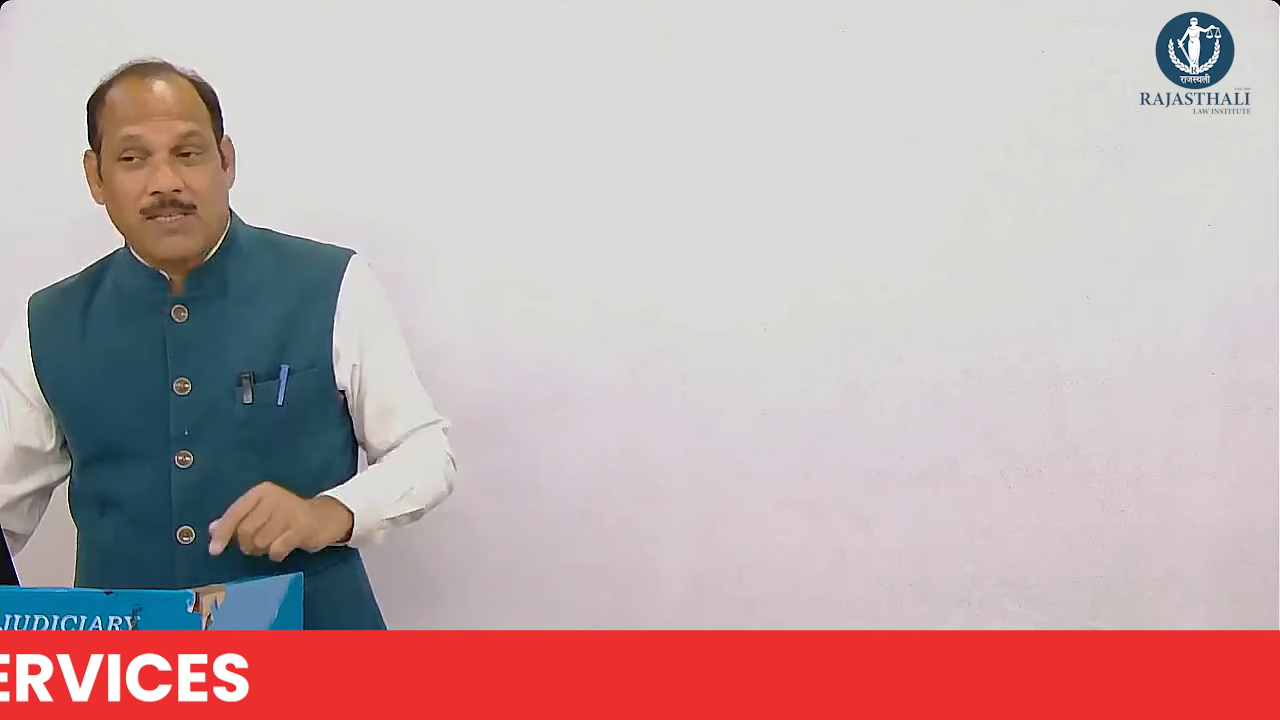 राजस्थली
RAJASTHALI
LAW INSTITUTE
JUDICIARY
ERVICES